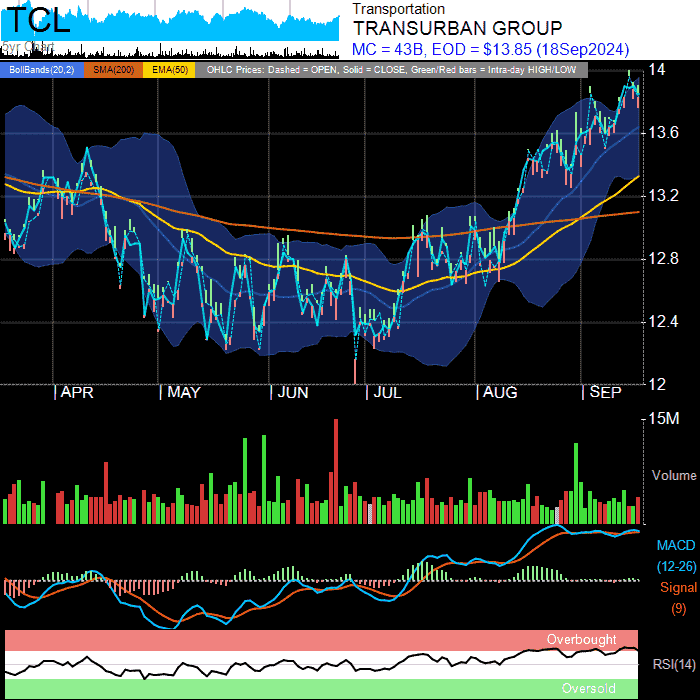 TCL
Transportation
TRANSURBAN GROUP
MC = 43B, EOD = $13.85 (18Sep2024)
BollBands(20,2) SMA(200) EMA(50) OHLC Prices: Dashed = OPEN, Solid = CLOSE, Green/Red bars = Intra-day HIGH/LOW
14
13.6
13.2
12.8
12.4
12
APR MAY JUN JUL AUG SEP
15M
Volume
MACD
(12-26)
Signal
(9)
Overbought
RSI(14)
Oversold